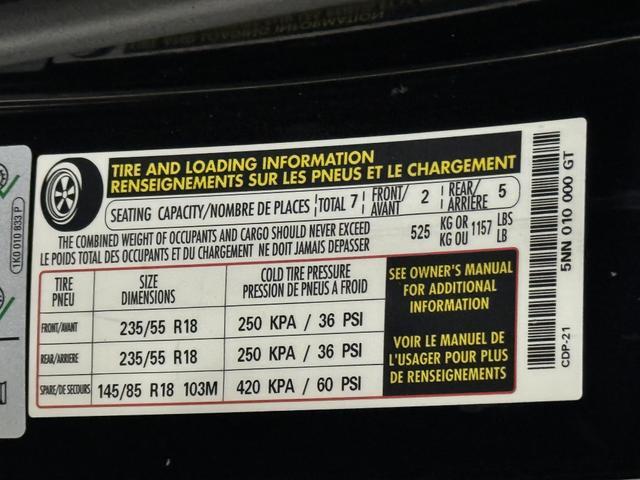 TIRE AND LOADING INFORMATION
RENSEIGNEMENTS SUR LES PNEUS ET LE CHARGEMENT
SEATING CAPACITY/NOMBRE DE PLACES TOTAL 7 FRONT/AVANT 2 REAR/ARRIÈRE 5
THE COMBINED WEIGHT OF OCCUPANTS AND CARGO SHOULD NEVER EXCEED
LE POIDS TOTAL DES OCCUPANTS ET DU CHARGEMENT NE DOIT JAMAIS DEPASSER
525 KG OR 1157 LBS
KG OU LB
TIRE SIZE COLD TIRE PRESSURE
PNEU DIMENSIONS PRESSION DE PNEUS A FROID
FRONT/AVANT 235/55 R18 250 KPA / 36 PSI
REAR/ARRIERE 235/55 R18 250 KPA / 36 PSI
SPARE/DE SECOURS 145/85 R18 103M 420 KPA / 60 PSI
SEE OWNER'S MANUAL
FOR ADDITIONAL
INFORMATION
VOIR LE MANUEL DE
L'USAGER POUR PLUS
DE RENSEIGNEMENTS
5NN 010 000 GT
CDP-21
1K0 010 833 P